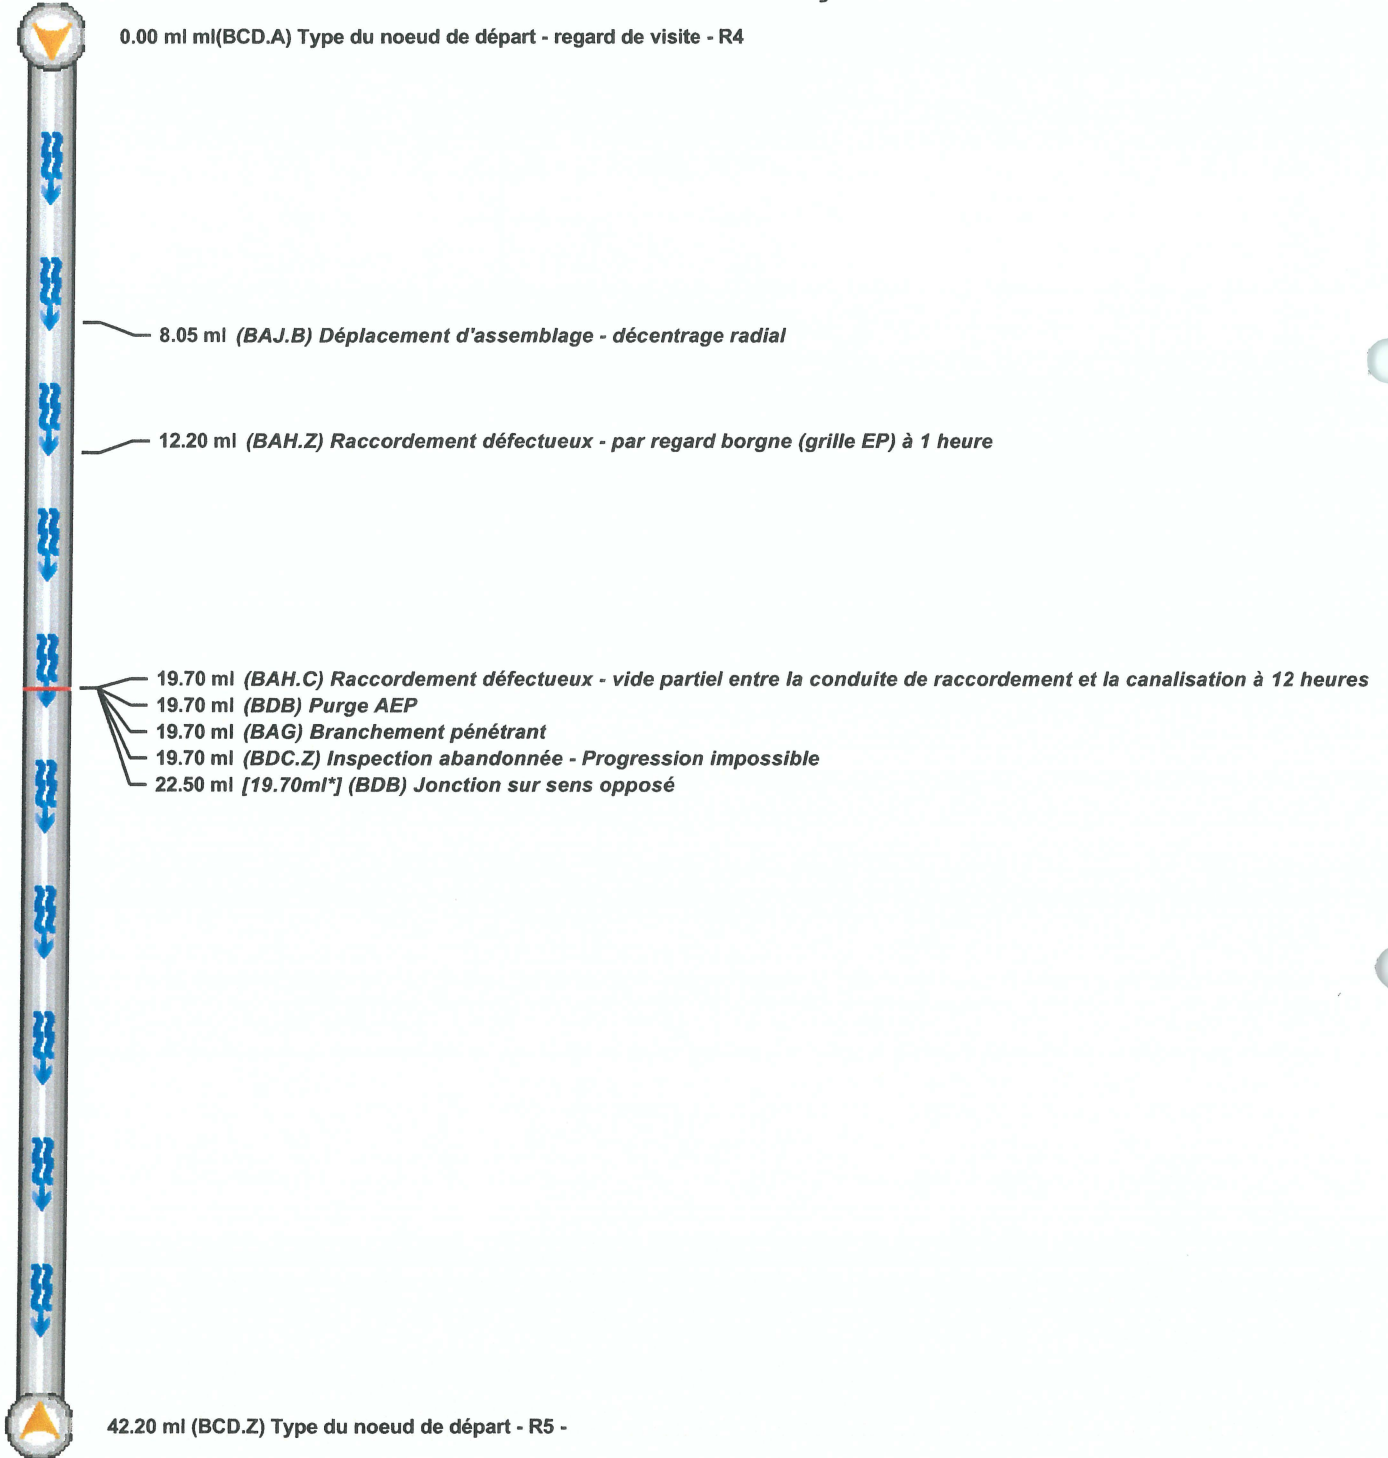 0.00 ml ml(BCD.A) Type du noeud de départ - regard de visite - R4
8.05 ml (BAJ.B) Déplacement d'assemblage - décentrage radial
12.20 ml (BAH.Z) Raccordement défectueux - par regard borgne (grille EP) à 1 heure
19.70 ml (BAH.C) Raccordement défectueux - vide partiel entre la conduite de raccordement et la canalisation à 12 heures
19.70 ml (BDB) Purge AEP
19.70 ml (BAG) Branchement pénétrant
19.70 ml (BDC.Z) Inspection abandonnée - Progression impossible
22.50 ml [19.70ml*] (BDB) Jonction sur sens opposé
42.20 ml (BCD.Z) Type du noeud de départ - R5 -